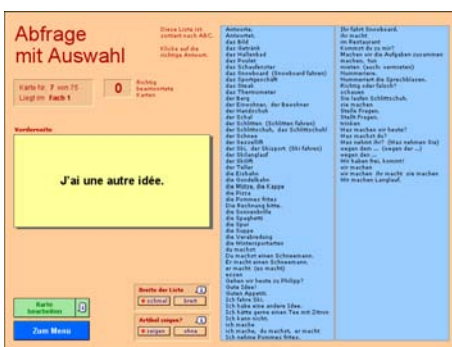 Abfrage
mit Auswahl
Diese Liste ist
sortiert nach ABC.
Klicke auf die
richtige Antwort.
Karte Nr. 7 von 75
Liegt im Fach 1
0
Richtig
beantwortete
Karten
Vorderseite
J'ai une autre idée.
Karte
bearbeiten
Zum Menü
Breite der Liste
schmal
breit
Artikel zeigen?
zeigen
ohne
Antworte.
Antwortet.
das Bild
das Getränk
das Hallenbad
das Poulet
das Schaufenster
das Snowboard (Snowboard fahren)
das Sportgeschäft
das Steak
das Thermometer
der Berg
der Einwohner, der Bewohner
der Handschuh
der Schal
der Schlitten (Schlitten fahren)
der Schlittschuh, das Schlittschuhl
der Schnee
der Sessellift
der Ski, der Skisport (Ski fahren)
der Skilanglauf
der Skilift
der Teller
die Eisbahn
die Gondelbahn
die Mütze, die Kappe
die Pizza
die Pommes frites
Die Rechnung bitte.
die Sonnenbrille
die Spaghetti
die Spur
die Suppe
die Verabredung
die Wintersportarten
du machst
Du machst einen Schneemann.
Er macht einen Schneemann.
er macht (sie macht)
essen
Gehen wir heute zu Philipp?
Gute Idee!
Guten Appetit.
Ich fahre Ski.
Ich habe eine andere Idee.
Ich hätte gerne einen Tee mit Zitron
Ich kann nicht.
ich mache
ich mache, du machst, er macht
Ich nehme Pommes frites.
Ihr fahrt Snowboard.
ihr macht
im Restaurant
Kommst du zu mir?
Machen wir die Aufgaben zusammen
machen, tun
mieten (auch: vermieten)
Nummeriere.
Nummeriert die Sprechblasen.
Richtig oder falsch?
schauen
Sie laufen Schlittschuh.
sie machen
Stelle Fragen.
Stellt Fragen.
trinken
Was machen wir heute?
Was machst du?
Was nehmt ihr? (Was nehmen Sie)
wegen dem ... (wegen der ...)
wegen den ...
Wir haben frei, komm!
wir machen
wir machen ihr macht sie machen
Wir machen Langlauf.